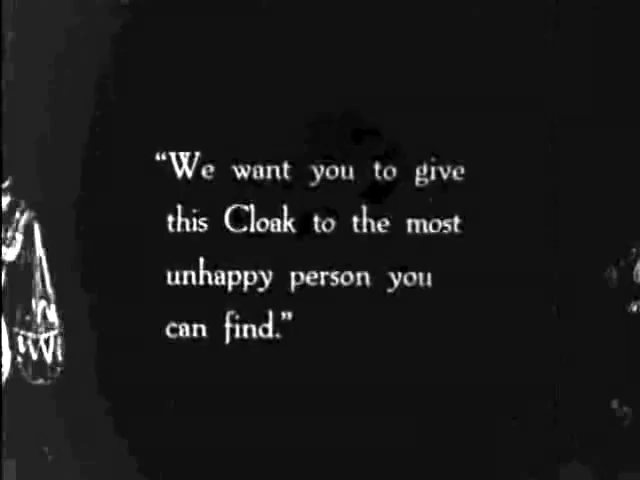 “We want you to give
this Cloak to the most
unhappy person you
can find.”